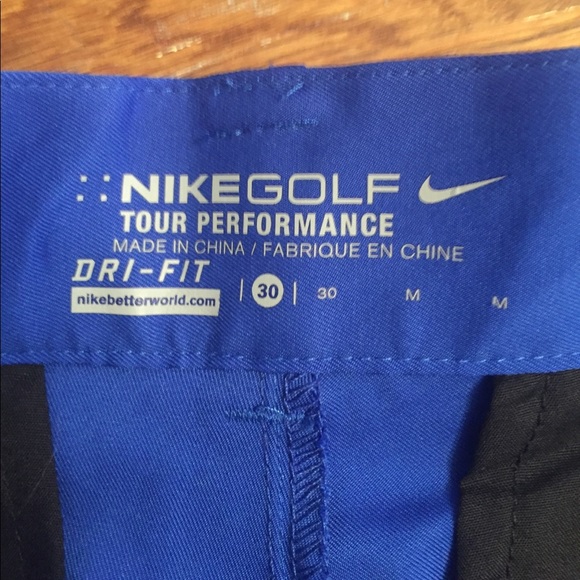 NIKEGOLF
TOUR PERFORMANCE
MADE IN CHINA / FABRIQUE EN CHINE
DRI-FIT
nikebetterworld.com | 30 | 30 M M